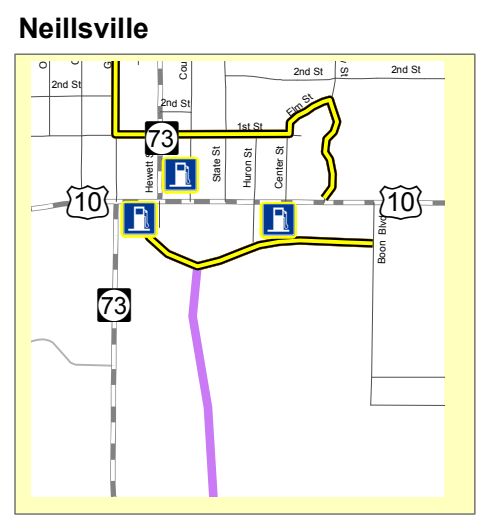 Neillsville
2nd St
2nd St
2nd St
2nd St
Elm St
1st St
73
Hewett S
State St
Huron St
Center St
10
10
Boon Blvd
73